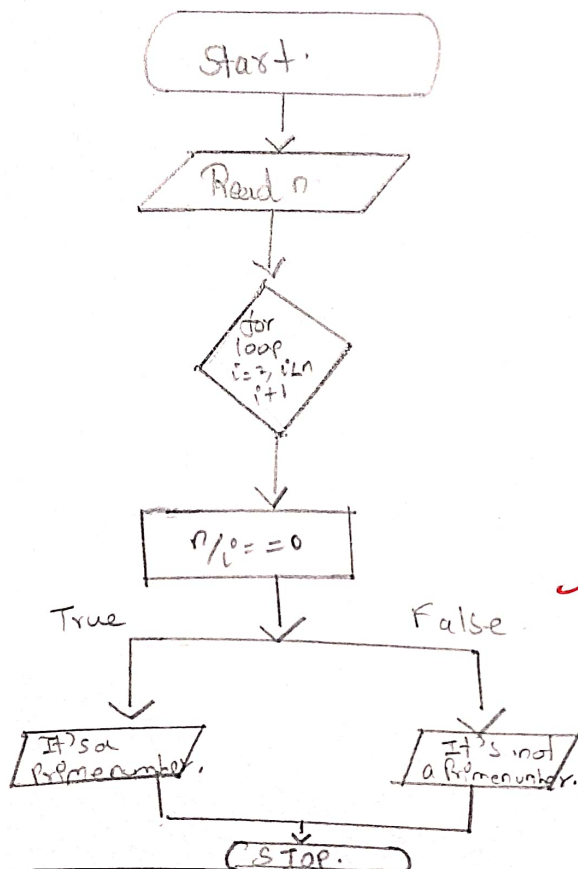 Start.
Read n
for
loop
i=2, i<n
i+1
n/i==0
True
False
It's a
Primenumber.
It's not
a Primenumber.
STOP.